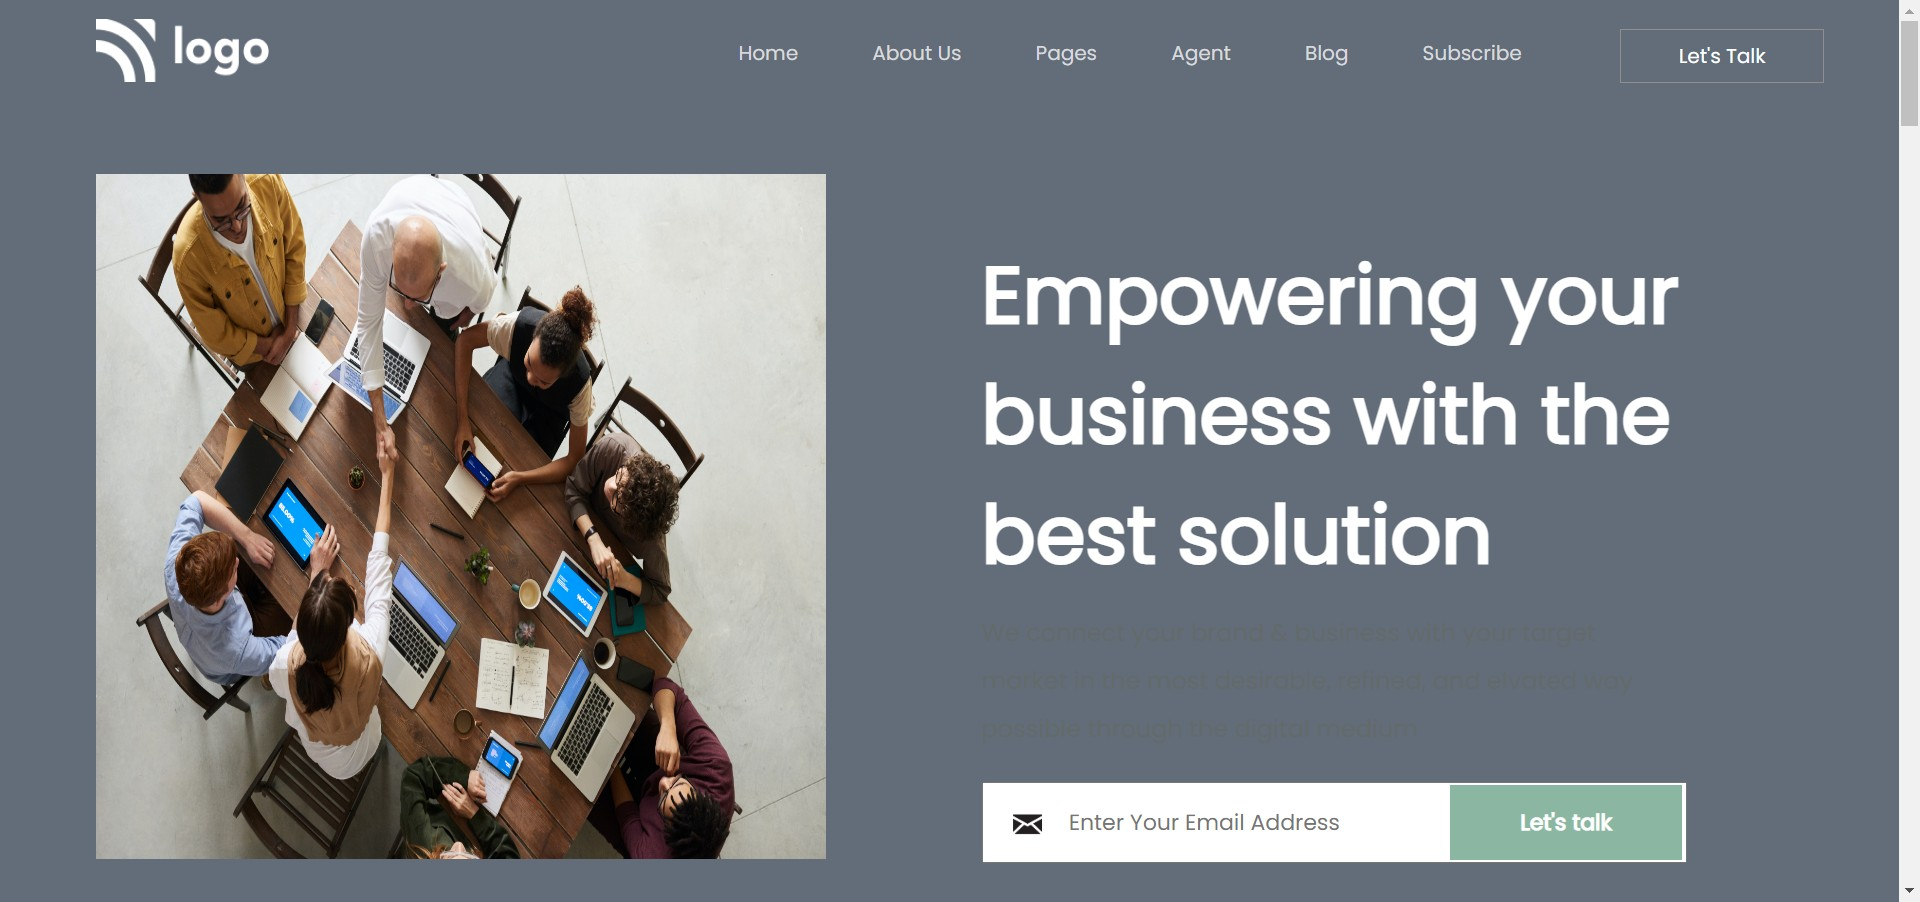 logo
Home About Us Pages Agent Blog Subscribe Let's Talk
Empowering your
business with the
best solution
We connect your brand & business with your target
market in the most desirable, refined, and elvated way
possible through the digital medium.
Enter Your Email Address Let's talk